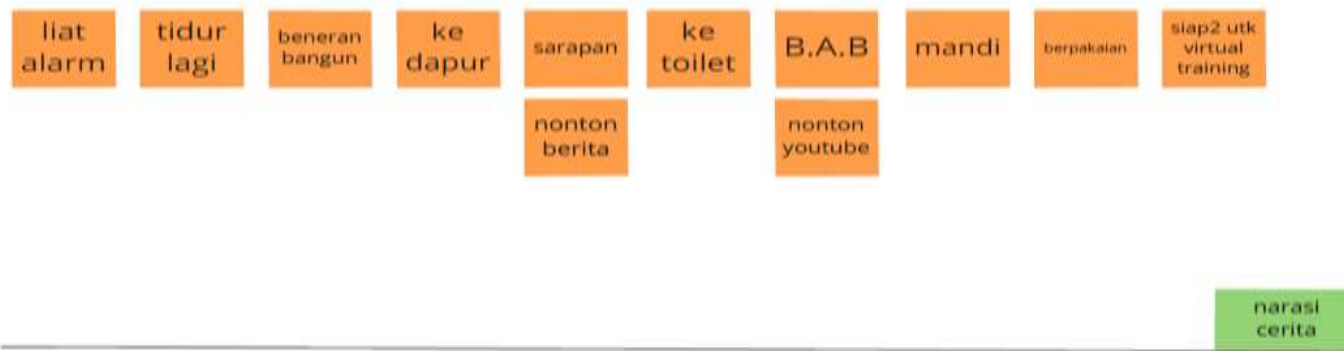 liat
alarm
tidur
lagi
beneran
bangun
ke
dapur
sarapan
ke
toilet
B.A.B
mandi
berpakaian
siap2 utk
virtual
training
nonton
berita
nonton
youtube
narasi
cerita